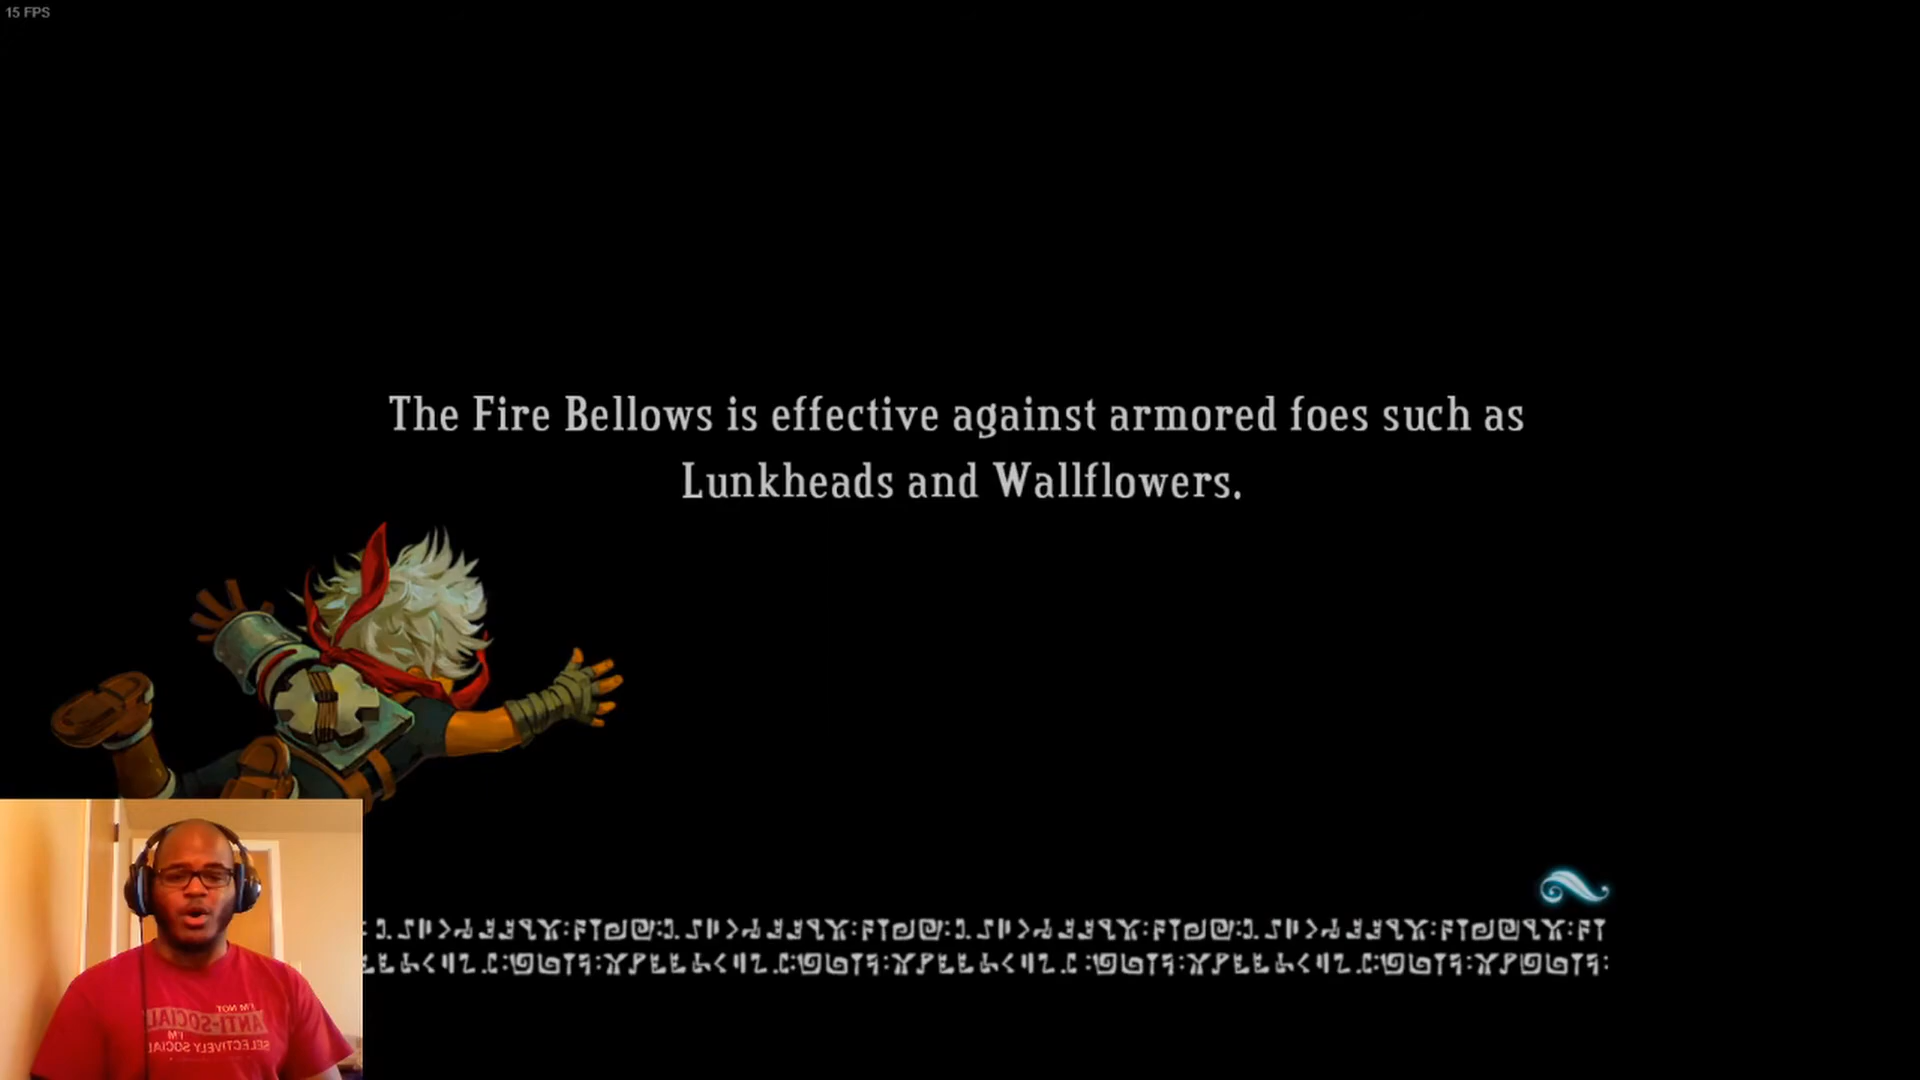 15 FPS
The Fire Bellows is effective against armored foes such as
Lunkheads and Wallflowers.
I'M NOT
ANTI-SOCIAL
I'M
SELECTIVELY SOCIAL